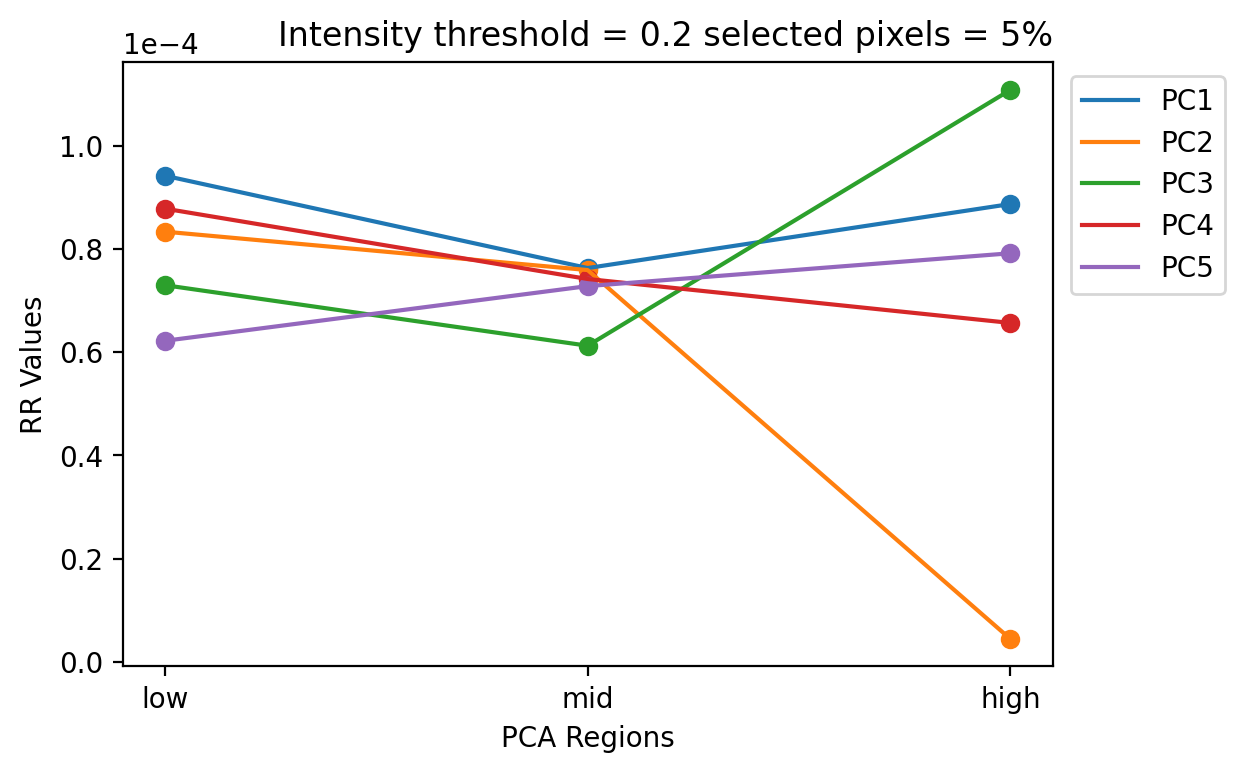 Intensity threshold = 0.2 selected pixels = 5%
1e−4
1.0
0.8
0.6
0.4
0.2
0.0
RR Values
low mid high
PCA Regions
PC1
PC2
PC3
PC4
PC5